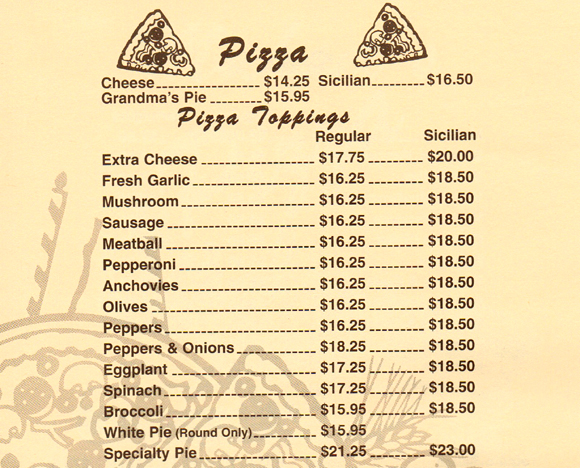 Pizza
Cheese $14.25 Sicilian $16.50
Grandma's Pie $15.95
Pizza Toppings
Regular Sicilian
Extra Cheese $17.75 $20.00
Fresh Garlic $16.25 $18.50
Mushroom $16.25 $18.50
Sausage $16.25 $18.50
Meatball $16.25 $18.50
Pepperoni $16.25 $18.50
Anchovies $16.25 $18.50
Olives $16.25 $18.50
Peppers $16.25 $18.50
Peppers & Onions $18.25 $18.50
Eggplant $17.25 $18.50
Spinach $17.25 $18.50
Broccoli $15.95 $18.50
White Pie (Round Only) $15.95
Specialty Pie $21.25 $23.00